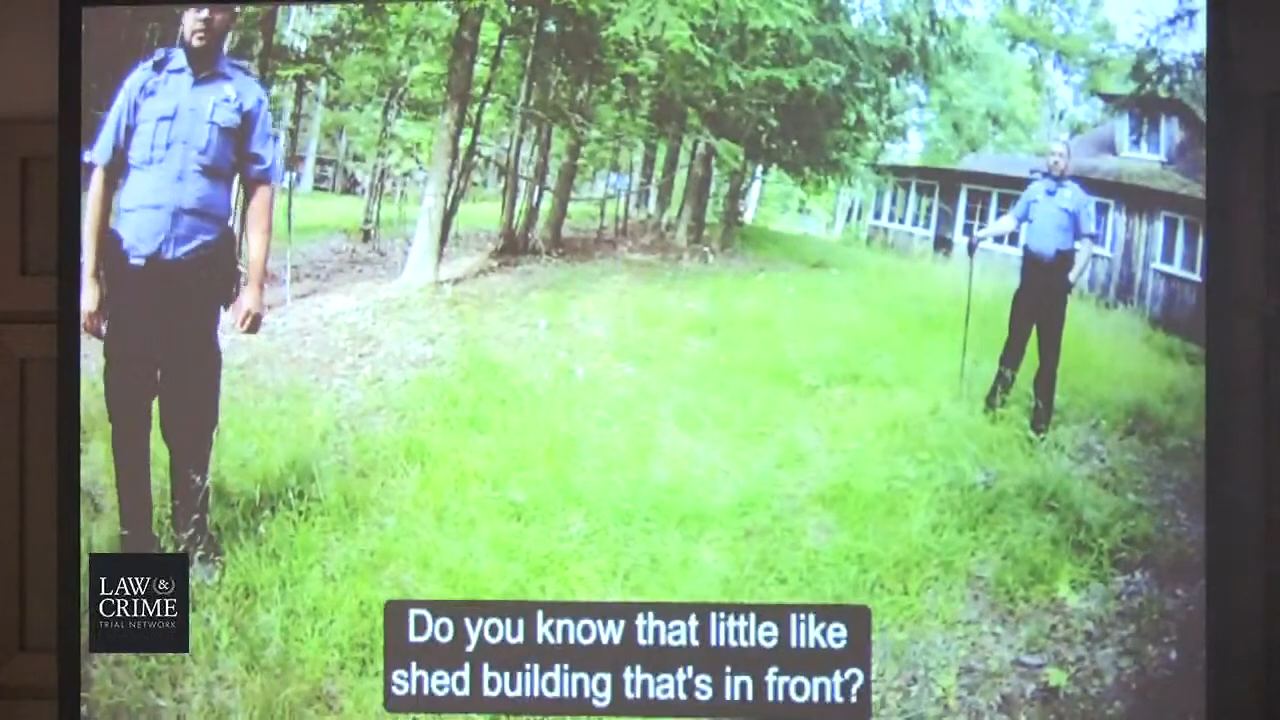 LAW &
CRIME
TRIAL NETWORK
Do you know that little like
shed building that's in front?